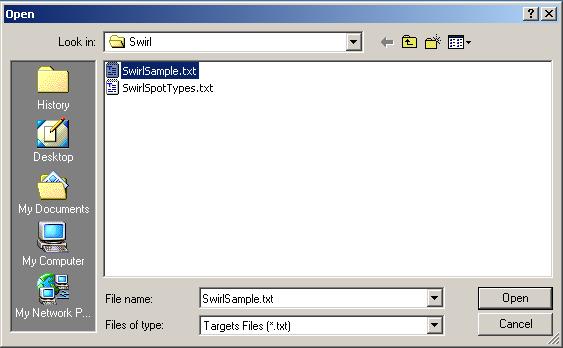 Open
Look in: Swirl
SwirlSample.txt
SwirlSpotTypes.txt
History
Desktop
My Documents
My Computer
My Network P...
File name: SwirlSample.txt Open
Files of type: Targets Files (*.txt) Cancel